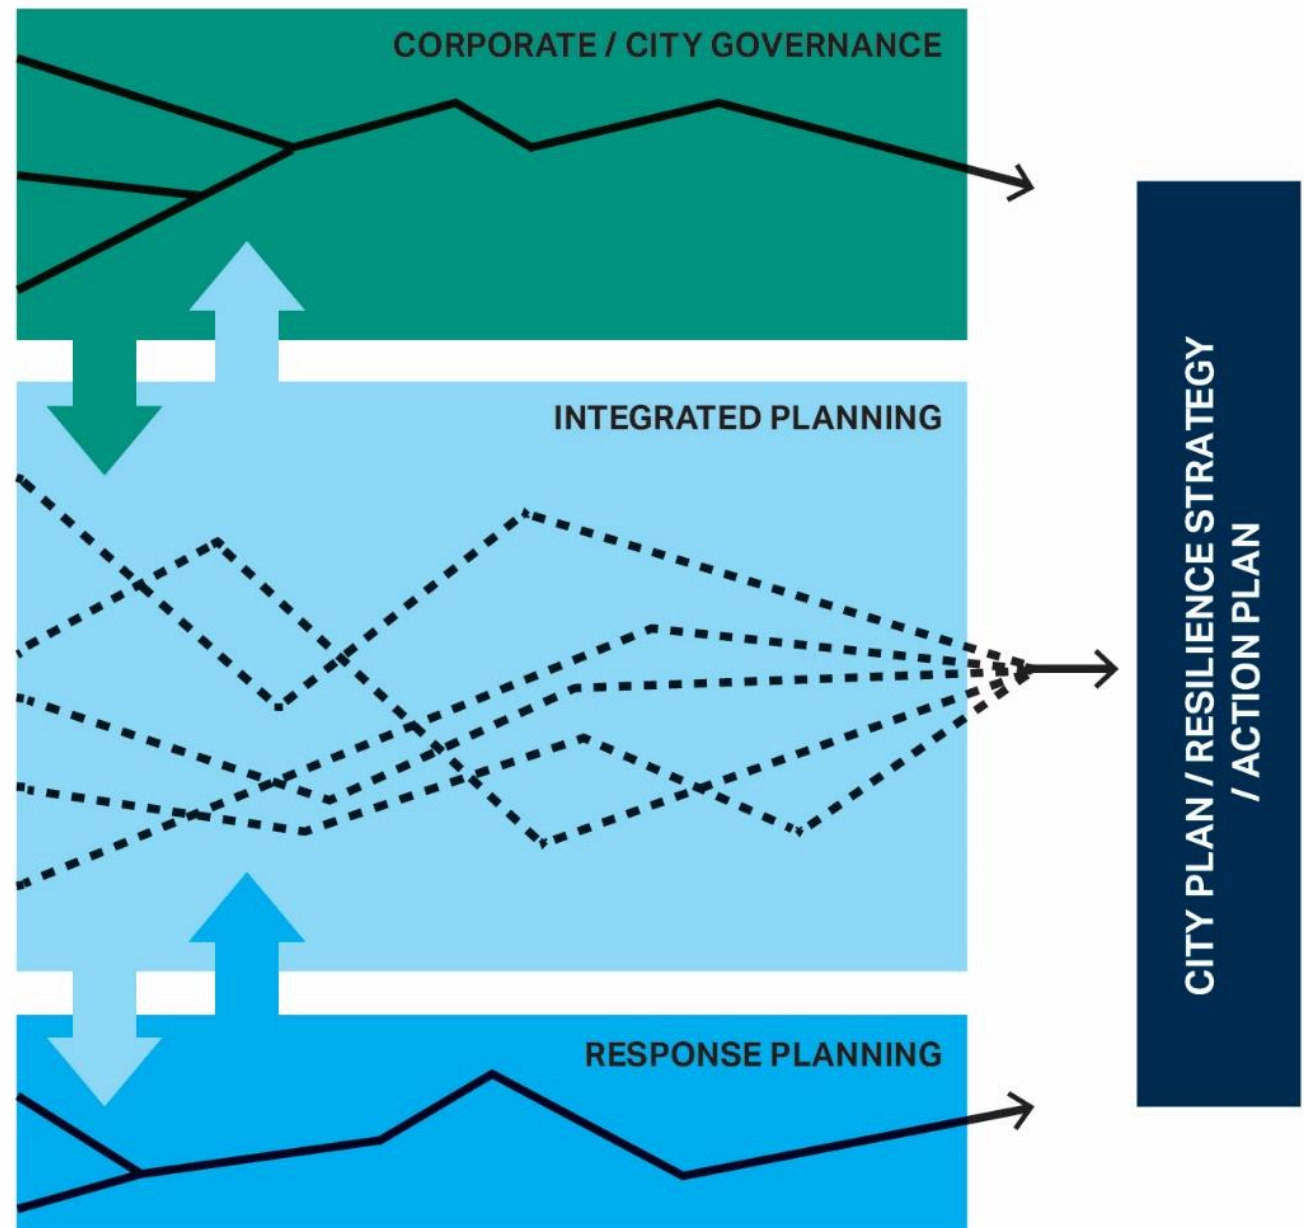 CORPORATE / CITY GOVERNANCE
INTEGRATED PLANNING
RESPONSE PLANNING
CITY PLAN / RESILIENCE STRATEGY
/ ACTION PLAN